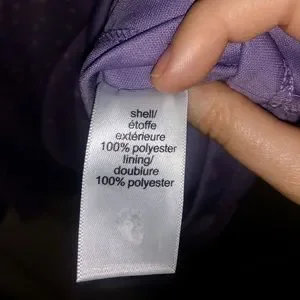 shell/
étoffe
extérieure
100% polyester
lining/
doublure
100% polyester